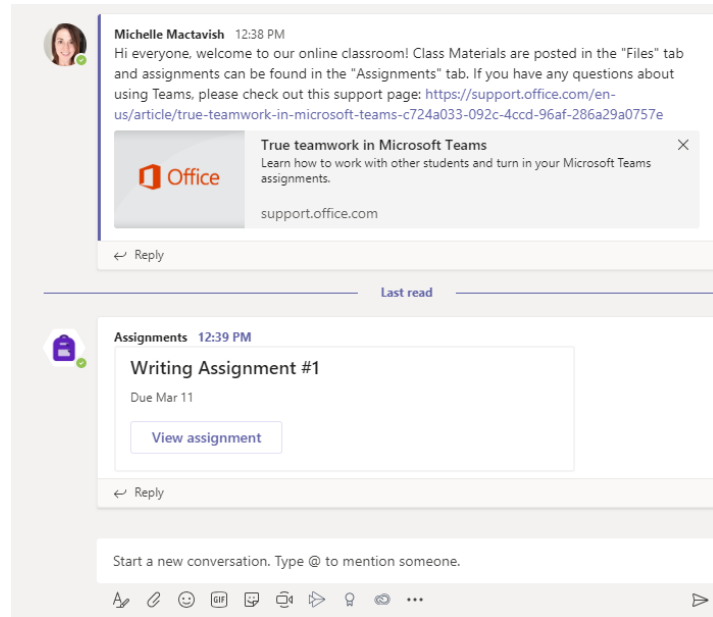 Michelle Mactavish 12:38 PM
Hi everyone, welcome to our online classroom! Class Materials are posted in the "Files" tab
and assignments can be found in the "Assignments" tab. If you have any questions about
using Teams, please check out this support page: https://support.office.com/en-
us/article/true-teamwork-in-microsoft-teams-c724a033-092c-4ccd-96af-286a29a0757e
Office
True teamwork in Microsoft Teams
Learn how to work with other students and turn in your Microsoft Teams
assignments.
support.office.com
Reply
Last read
Assignments 12:39 PM
Writing Assignment #1
Due Mar 11
View assignment
Reply
Start a new conversation. Type @ to mention someone.
GIF